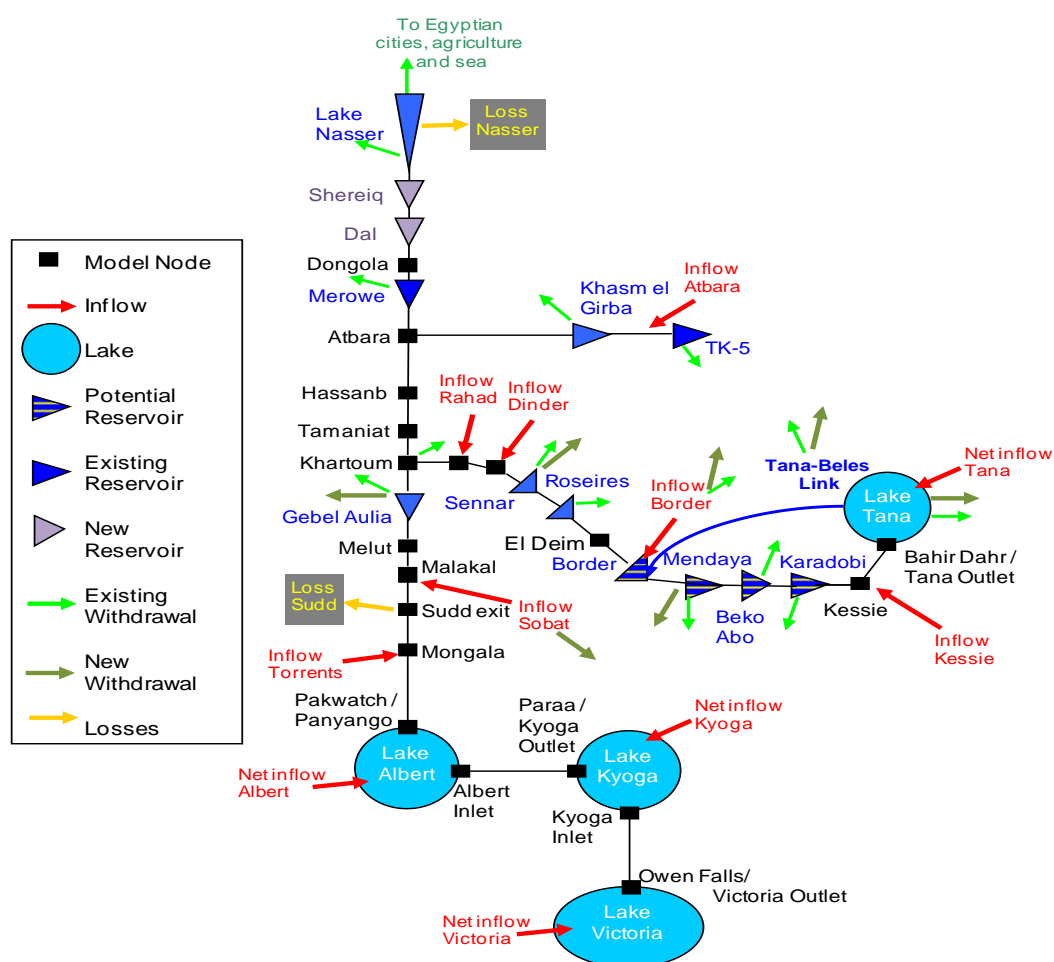 To Egyptian
cities, agriculture
and sea
Lake
Nasser
Loss
Nasser
Shereiq
Dal
Dongola
Merowe
Khasm el
Girba
Inflow
Atbara
TK-5
Atbara
Model Node
Inflow
Lake
Potential
Reservoir
Existing
Reservoir
New
Reservoir
Existing
Withdrawal
New
Withdrawal
Losses
Hassanb
Tamaniat
Khartoum
Inflow
Rahad
Inflow
Dinder
Gebel Aulia
Sennar
Roseires
Inflow
Border
Tana-Beles
Link
Net inflow
Tana
Lake
Tana
Melut
El Deim
Border
Mendaya
Karadobi
Bahir Dahr /
Tana Outlet
Malakal
Loss
Sudd
Sudd exit
Inflow
Sobat
Beko
Abo
Kessie
Inflow
Kessie
Inflow
Torrents
Mongala
Pakwatch /
Panyango
Paraa /
Kyoga
Outlet
Net inflow
Kyoga
Lake
Albert
Lake
Kyoga
Net inflow
Albert
Albert
Inlet
Kyoga
Inlet
Owen Falls/
Victoria Outlet
Net inflow
Victoria
Lake
Victoria